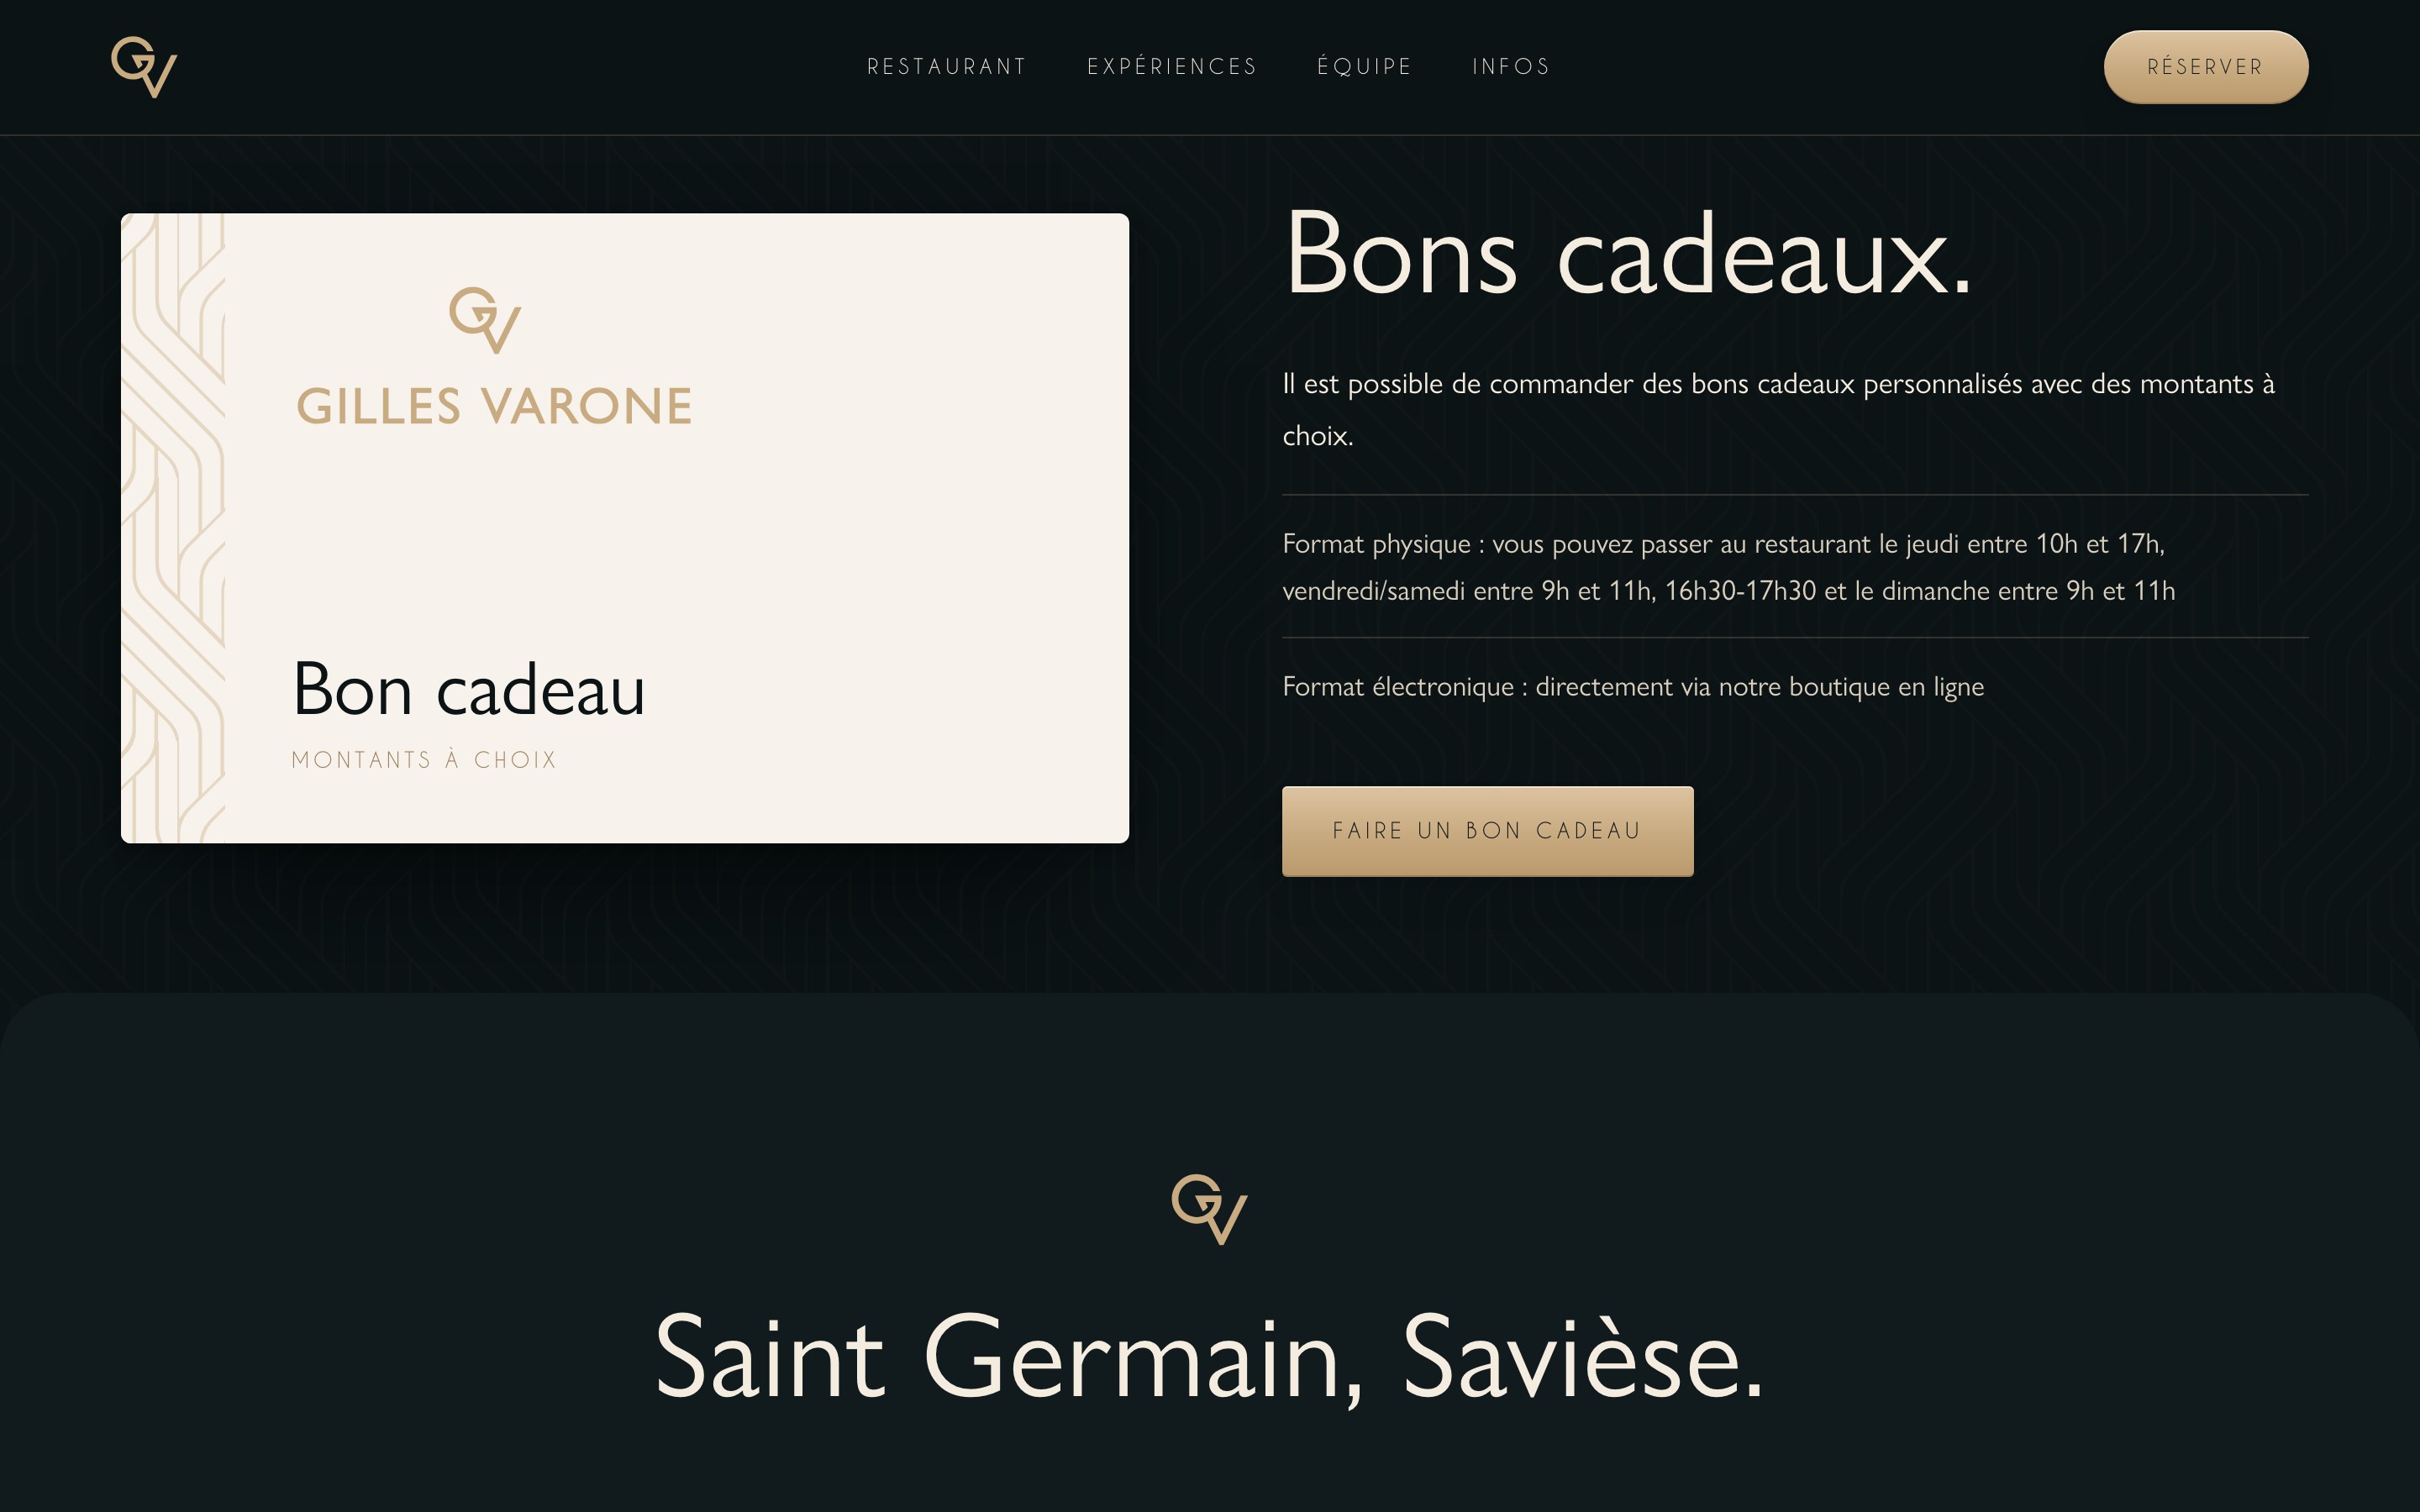 GV
RESTAURANT EXPÉRIENCES ÉQUIPE INFOS
RÉSERVER
GV
GILLES VARONE
Bon cadeau
MONTANTS À CHOIX
Bons cadeaux.
Il est possible de commander des bons cadeaux personnalisés avec des montants à
choix.
Format physique : vous pouvez passer au restaurant le jeudi entre 10h et 17h,
vendredi/samedi entre 9h et 11h, 16h30-17h30 et le dimanche entre 9h et 11h
Format électronique : directement via notre boutique en ligne
FAIRE UN BON CADEAU
GV
Saint Germain, Savièse.